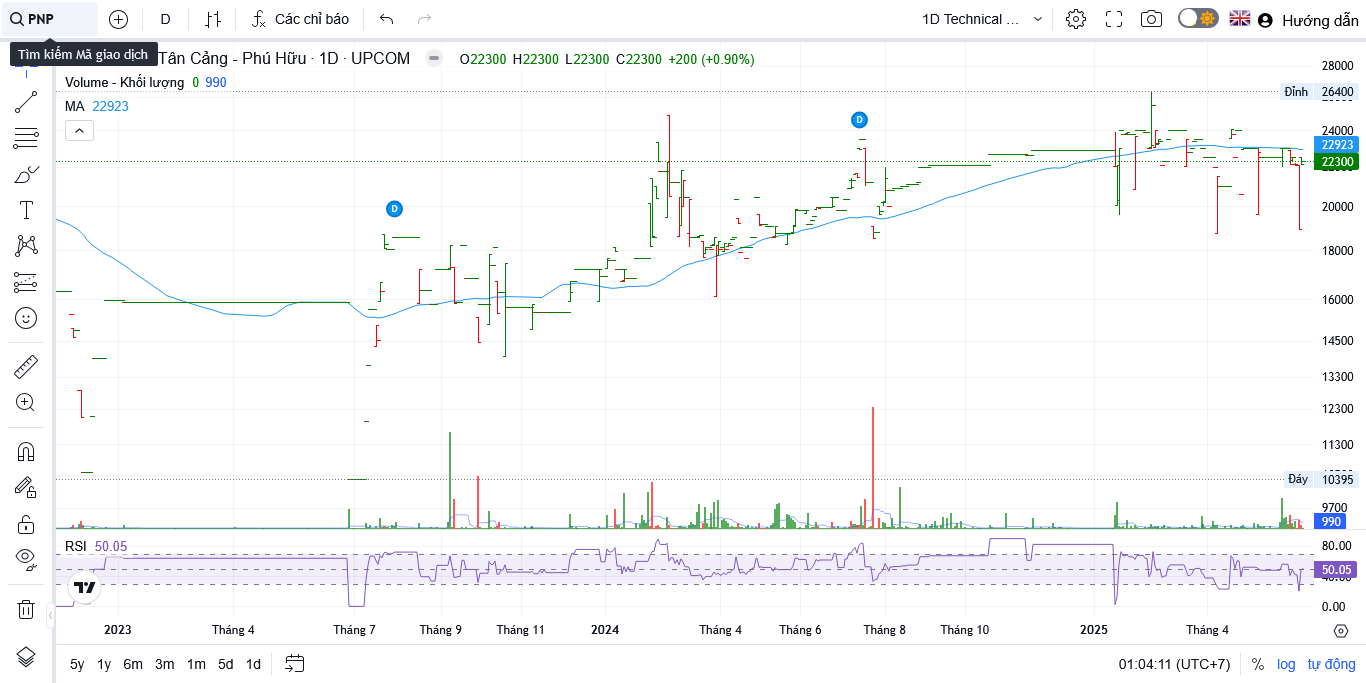 PNP
D
Các chỉ báo
1D Technical ...
Hướng dẫn
Tìm kiếm Mã giao dịch
Tân Cảng - Phú Hữu · 1D · UPCOM
O22300 H22300 L22300 C22300 +200 (+0.90%)
Volume - Khối lượng 0 990
MA 22923
28000
Đỉnh 26400
24000
22923
22300
20000
18000
16000
14500
13300
12300
11300
Đáy 10395
9700
990
D
D
RSI 50.05
80.00
50.05
40.00
0.00
2023
Tháng 4
Tháng 7
Tháng 9
Tháng 11
2024
Tháng 4
Tháng 6
Tháng 8
Tháng 10
2025
Tháng 4
5y 1y 6m 3m 1m 5d 1d
01:04:11 (UTC+7)
% log tự động